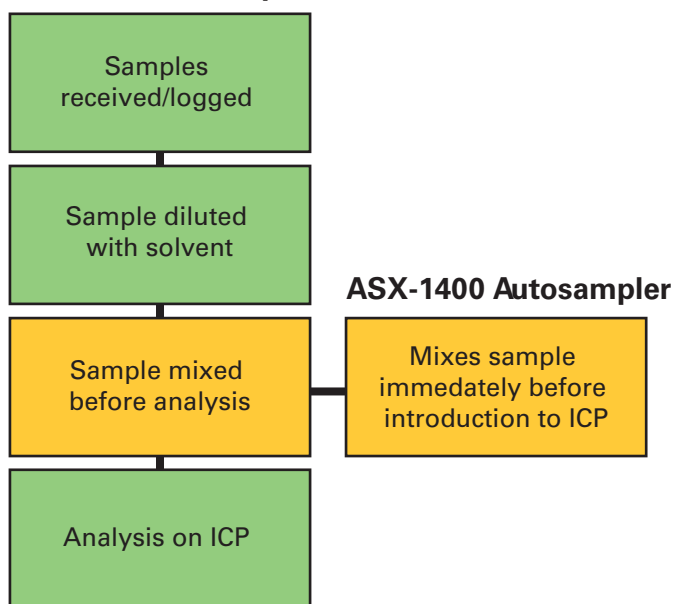 Samples
received/logged
Sample diluted
with solvent
ASX-1400 Autosampler
Sample mixed
before analysis
Mixes sample
immedately before
introduction to ICP
Analysis on ICP